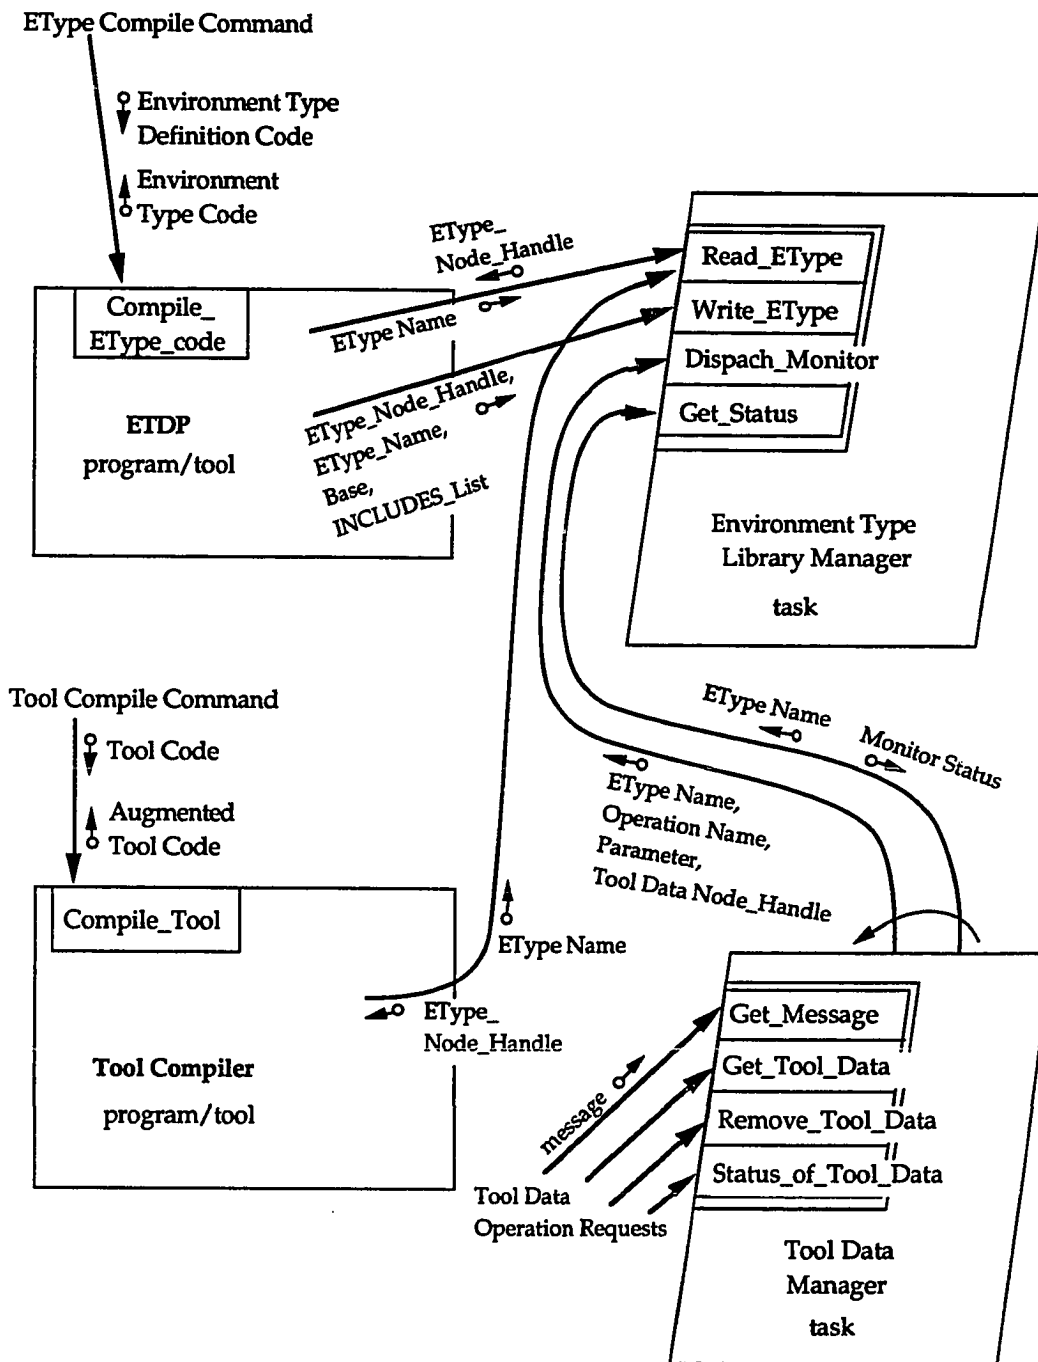 EType Compile Command
Environment Type
Definition Code
Environment
Type Code
EType_
Node_Handle
EType Name
Compile_
EType_code
ETDP
program/tool
EType_Node_Handle,
EType_Name,
Base,
INCLUDES_List
Read_EType
Write_EType
Dispach_Monitor
Get_Status
Environment Type
Library Manager
task
Tool Compile Command
Tool Code
Augmented
Tool Code
EType Name
Monitor Status
EType Name,
Operation Name,
Parameter,
Tool Data Node_Handle
Compile_Tool
EType Name
EType_
Node_Handle
Tool Compiler
program/tool
message
Tool Data
Operation Requests
Get_Message
Get_Tool_Data
Remove_Tool_Data
Status_of_Tool_Data
Tool Data
Manager
task